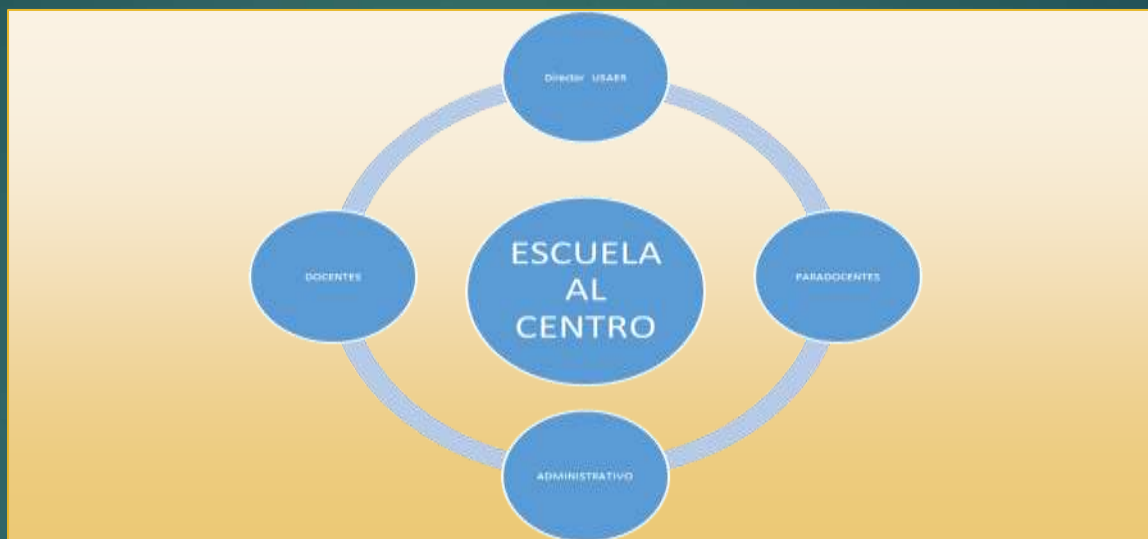 Director USAER
DOCENTES
ESCUELA
AL
CENTRO
PARADOCENTES
ADMINISTRATIVO